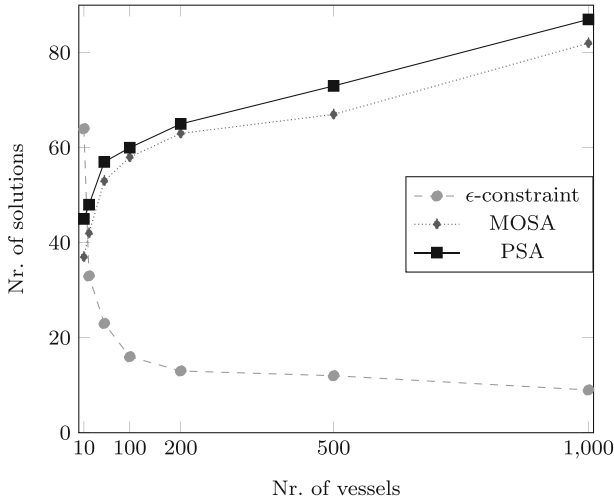 Nr. of solutions
80
60
40
20
0
10 100 200 500 1,000
Nr. of vessels
ϵ-constraint
MOSA
PSA